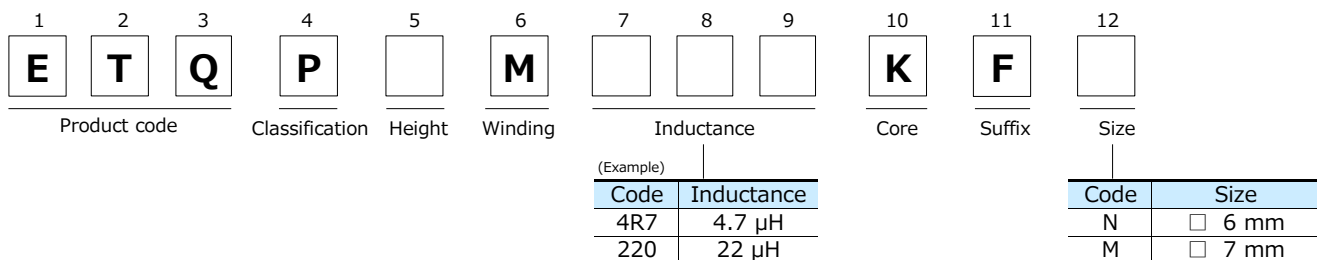 1 2 3 4 5 6 7 8 9 10 11 12
E T Q P M K F
Product code Classification Height Winding Inductance Core Suffix Size
(Example)
Code Inductance Code Size
4R7 4.7 µH N □ 6 mm
220 22 µH M □ 7 mm